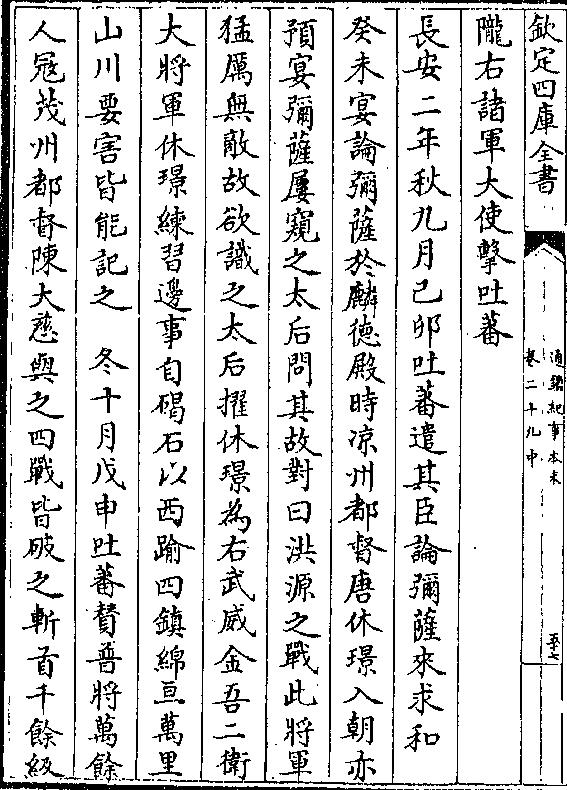 欽定四庫全書
通鑑紀事本末
卷二十九中
隴右諸軍大使擊吐蕃
長安二年秋九月己卯吐蕃遣其臣論彌薩來求和
癸未宴論彌薩於麟德殿時凉州都督唐休璟入朝亦
預宴彌薩屢窺之太后問其故對曰洪源之戰此將軍
猛厲無敵故欲識之太后擢休璟為右武威金吾二衛
大將軍休璟練習邊事自碣石以西踰四鎮綿亘萬里
山川要害皆能記之 冬十月戊申吐蕃賛普將萬餘
人冦茂州都督陳大慈與之四戰皆破之斬首千餘級